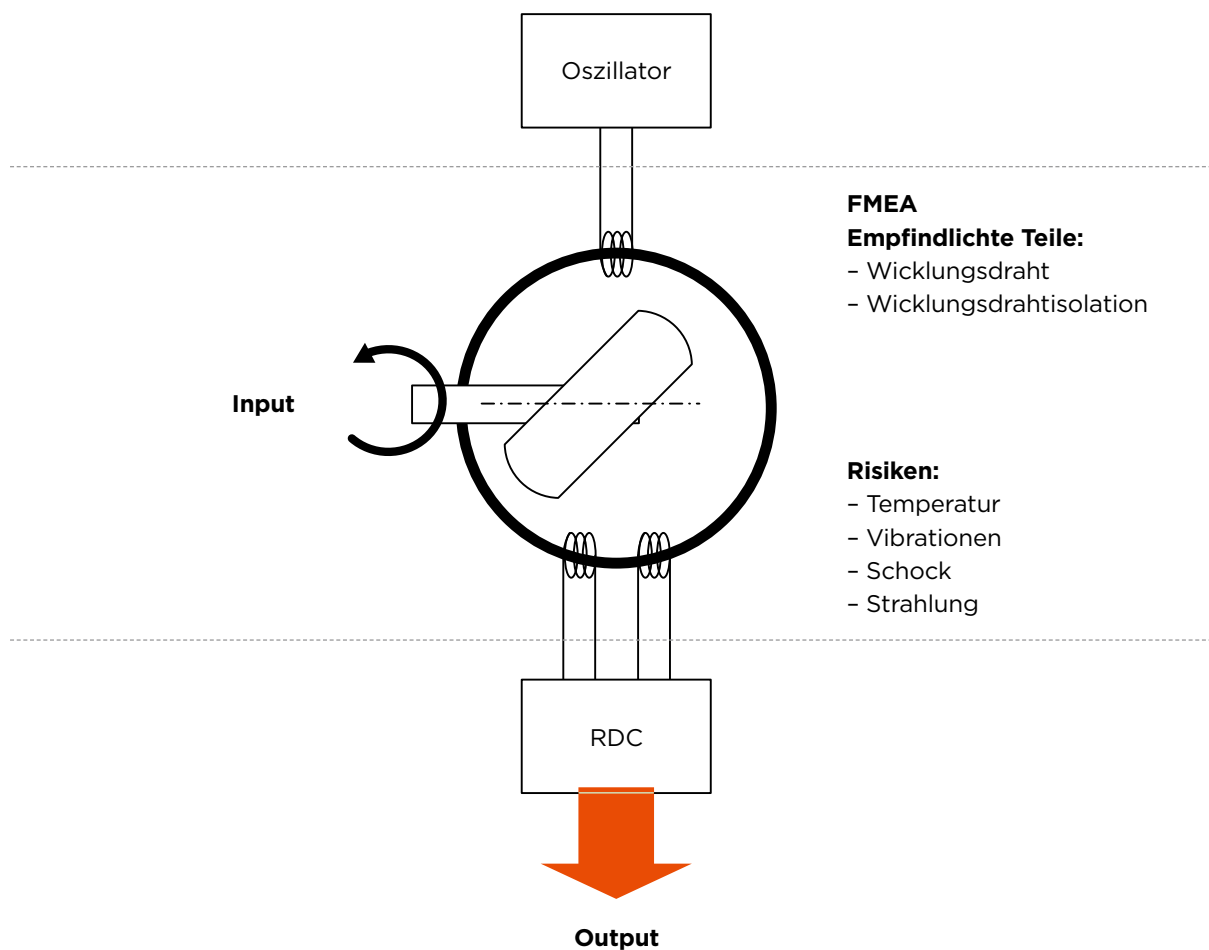 Oszillator
FMEA
Empfindlichte Teile:
– Wicklungsdraht
– Wicklungsdrahtisolation
Input
Risiken:
– Temperatur
– Vibrationen
– Schock
– Strahlung
RDC
Output